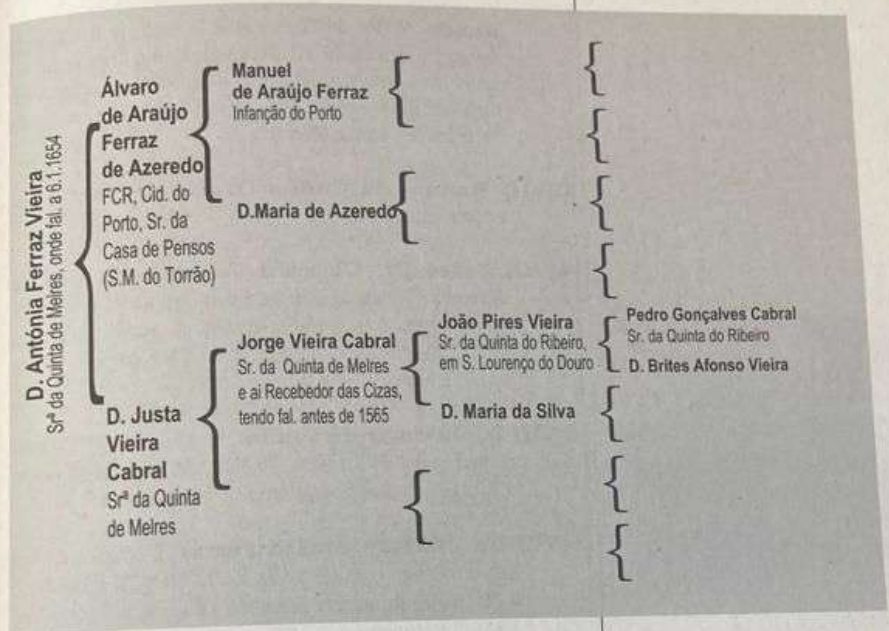 D. Antónia Ferraz Vieira
Srª da Quinta de Melres, onde fal. a 6.1.1654
Álvaro
de Araújo
Ferraz
de Azeredo
FCR, Cid. do
Porto, Sr. da
Casa de Pensos
(S.M. do Torrão)
Manuel
de Araújo Ferraz
Infanção do Porto
D.Maria de Azeredo
D. Justa
Vieira
Cabral
Srª da Quinta
de Melres
Jorge Vieira Cabral
Sr. da Quinta de Melres
e ai Recebedor das Cizas,
tendo fal. antes de 1565
João Pires Vieira
Sr. da Quinta do Ribeiro,
em S. Lourenço do Douro
D. Maria da Silva
Pedro Gonçalves Cabral
Sr. da Quinta do Ribeiro
D. Brites Afonso Vieira